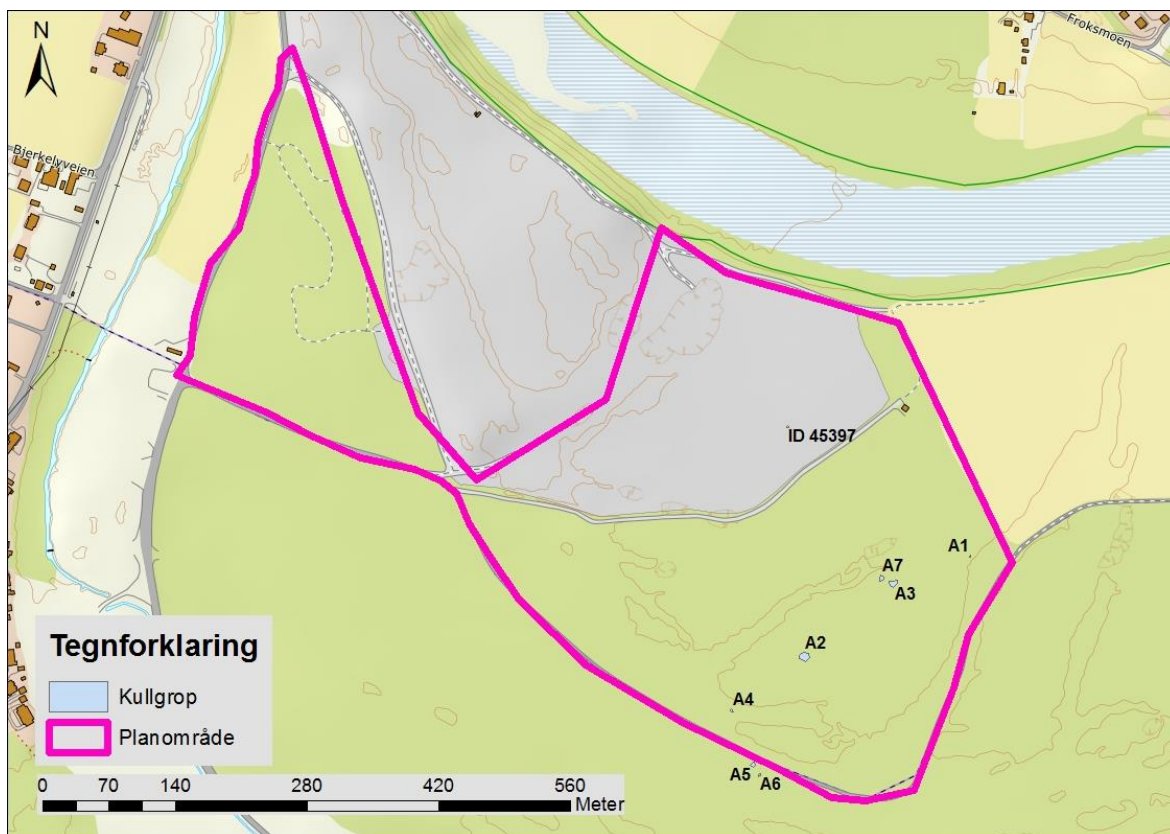 N
Froksmoen
Bjerkelyveien
ID 45397
A1
A7
A3
A2
A4
A5
A6
Tegnforklaring
Kullgrop
Planområde
0 70 140 280 420 560
Meter